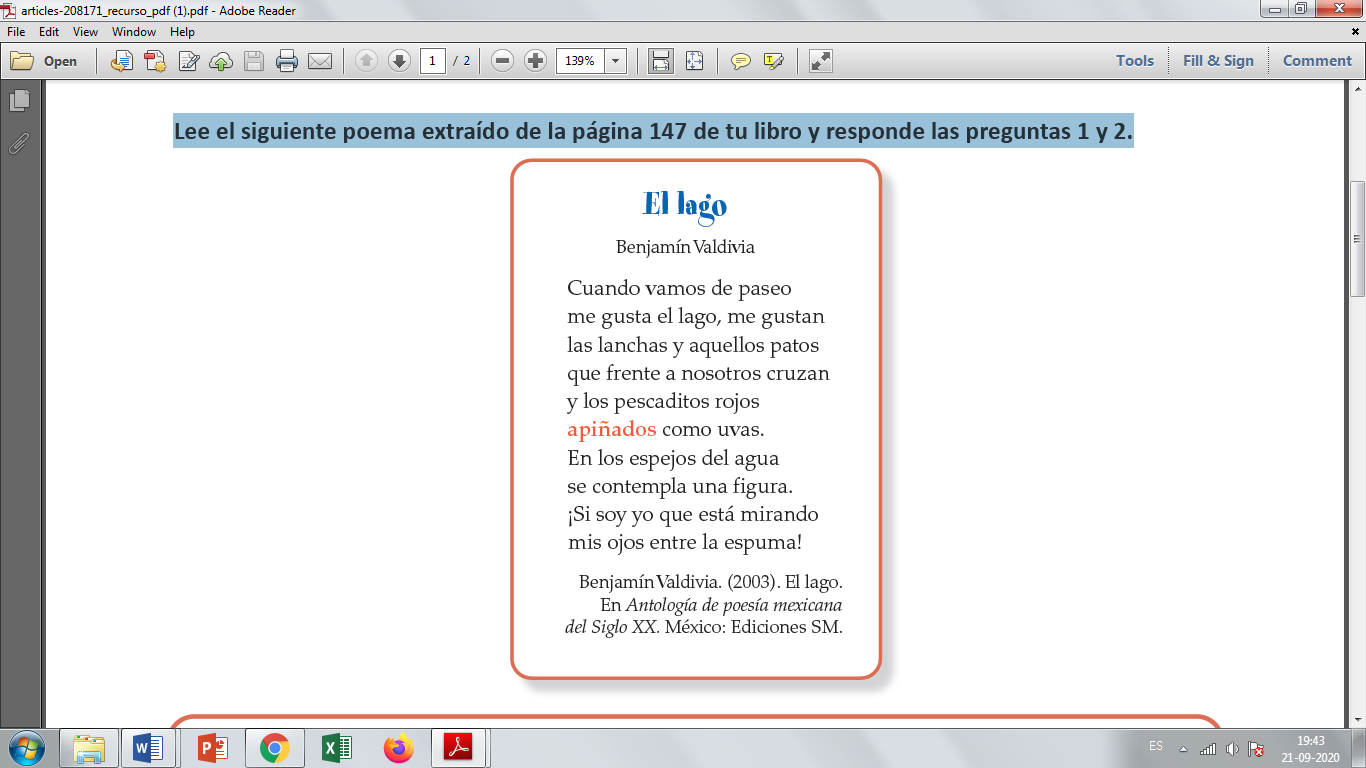 articles-208171_recurso_pdf (1).pdf - Adobe Reader
File Edit View Window Help
Open 1 / 2 139% Tools Fill & Sign Comment
Lee el siguiente poema extraído de la página 147 de tu libro y responde las preguntas 1 y 2.
El lago
Benjamín Valdivia
Cuando vamos de paseo
me gusta el lago, me gustan
las lanchas y aquellos patos
que frente a nosotros cruzan
y los pescaditos rojos
apiñados como uvas.
En los espejos del agua
se contempla una figura.
¡Si soy yo que está mirando
mis ojos entre la espuma!
Benjamín Valdivia. (2003). El lago.
En Antología de poesía mexicana
del Siglo XX. México: Ediciones SM.
ES 19:43
21-09-2020